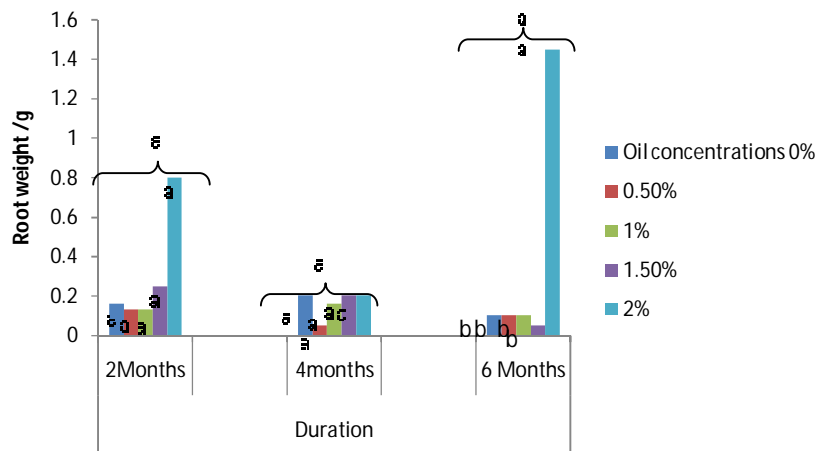 1.6
1.4
1.2
1
0.8
0.6
0.4
0.2
0
Root weight /g
a
a
a
a
a
a
b b b
b
2Months
4months
6 Months
Duration
Oil concentrations 0%
0.50%
1%
1.50%
2%